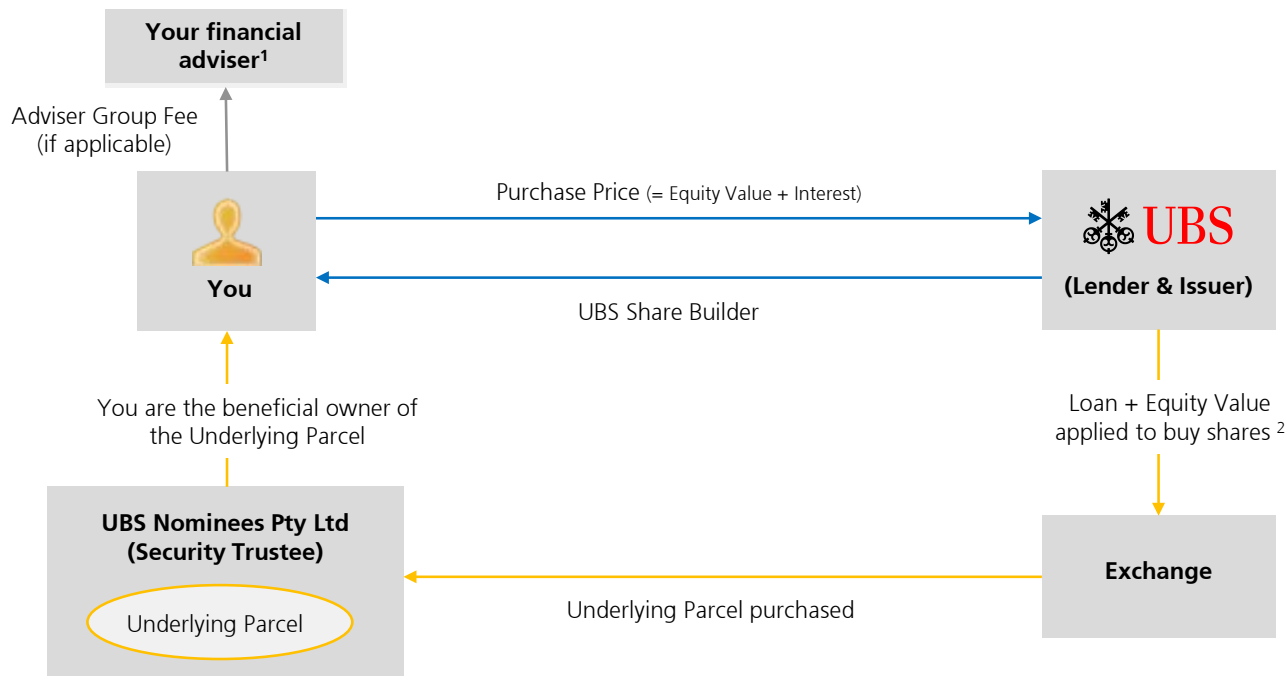 Your financial
adviser1
Adviser Group Fee
(if applicable)
Purchase Price (= Equity Value + Interest)
UBS
You
(Lender & Issuer)
UBS Share Builder
You are the beneficial owner of
the Underlying Parcel
Loan + Equity Value
applied to buy shares 2
UBS Nominees Pty Ltd
(Security Trustee)
Exchange
Underlying Parcel
Underlying Parcel purchased